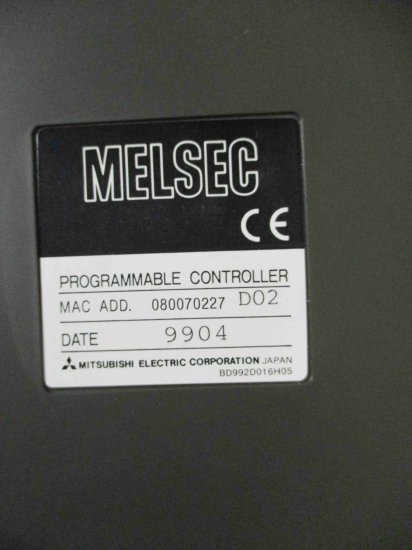 MELSEC
CE
PROGRAMMABLE CONTROLLER
MAC ADD. 080070227 D02
DATE 9904
MITSUBISHI ELECTRIC CORPORATION JAPAN
BD992D016H05